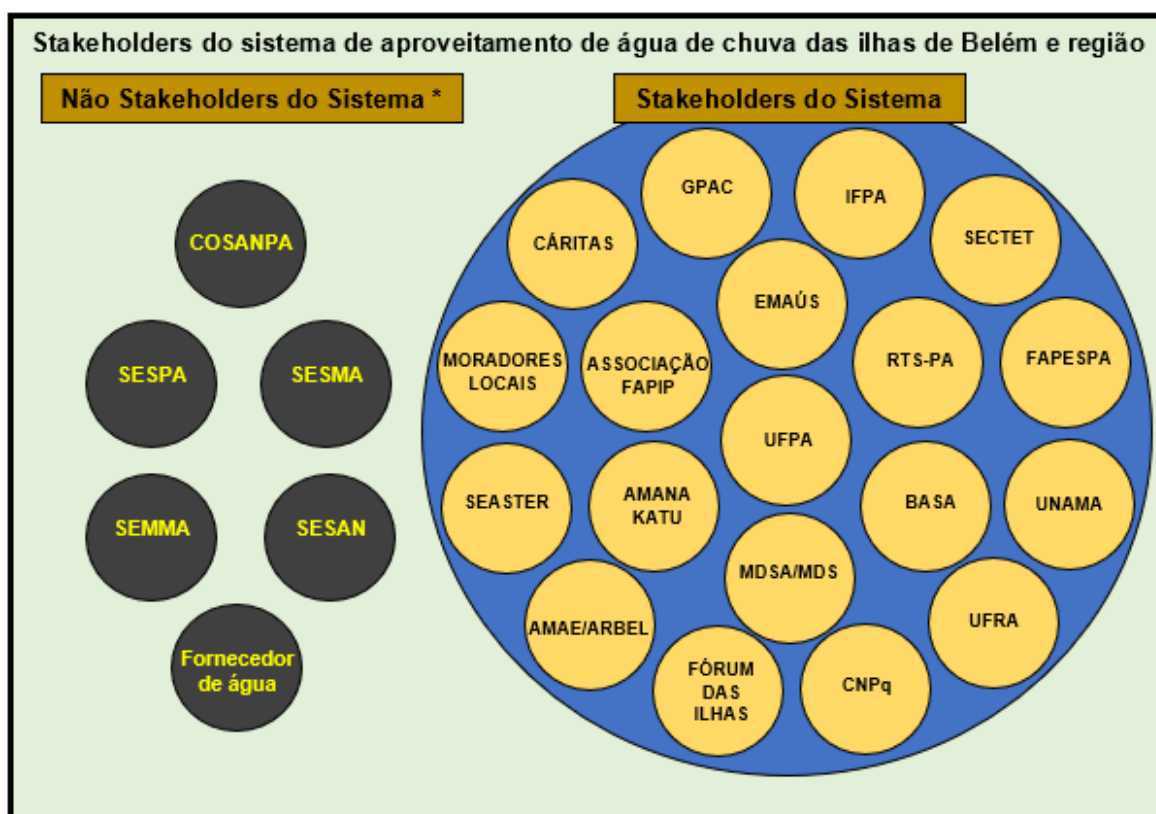 Stakeholders do sistema de aproveitamento de água de chuva das ilhas de Belém e região
Não Stakeholders do Sistema *
COSANPA
SESPA
SESMA
SEMMA
SESAN
Fornecedor
de água
Stakeholders do Sistema
GPAC
IFPA
CÁRITAS
SECTET
EMAÚS
MORADORES
LOCAIS
ASSOCIAÇÃO
FAPIP
RTS-PA
FAPESPA
UFPA
SEASTER
AMANA
KATU
BASA
UNAMA
MDSA/MDS
AMAE/ARBEL
UFRA
FÓRUM
DAS
ILHAS
CNPq